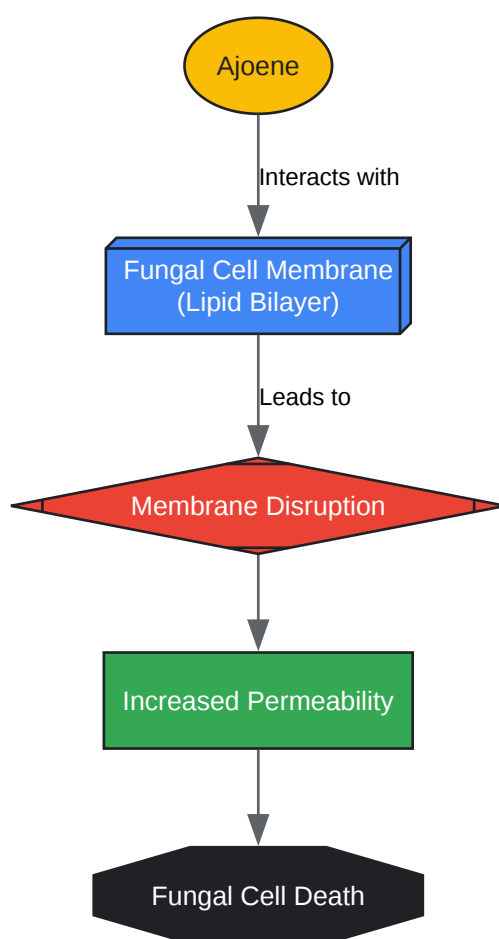 Ajoene
Interacts with
Fungal Cell Membrane
(Lipid Bilayer)
Leads to
Membrane Disruption
Increased Permeability
Fungal Cell Death